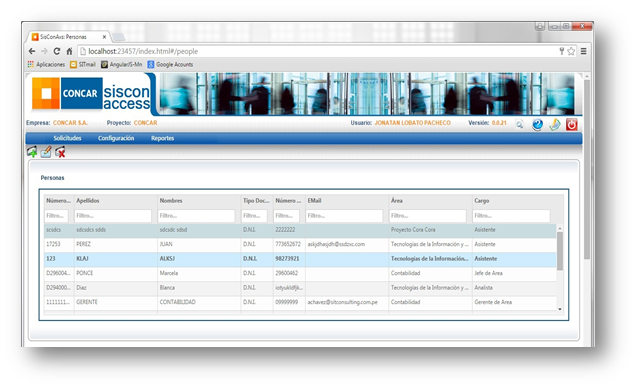 SisConAxs: Personas
localhost:23457/index.html#/people
Aplicaciones SITmail AngularJS-Mn Google Acounts
CONCAR siscon access
Empresa: CONCAR S.A. Proyecto: CONCAR Usuario: JONATAN LOBATO PACHECO Versión: 0.0.21
Solicitudes Configuración Reportes
Personas
Número... Apellidos Nombres Tipo Doc... Número ... EMail Área Cargo
Filtro... Filtro... Filtro... Filtro... Filtro... Filtro... Filtro... Filtro...
scsdcs sdcsdcs sdds sdcsdc sdsd D.N.I. 2222222 Proyecto Cora Cora Asistente
17253 PEREZ JUAN D.N.I. 773652672 Tecnologías de la Información y ... Asistente
123 KLAJ ALKSJ D.N.I. 98273921 Tecnologías de la Información... Asistente
D296004... PONCE Marcela D.N.I. 29600462 Contabilidad Jefe de Area
D294000... Diaz Bianca D.N.I. Tecnologías de la Información y ... Analista
1111111... GERENTE CONTABILIDAD D.N.I. 09999999 achavez@sitconsulting.com.pe Contabilidad Gerente de Area